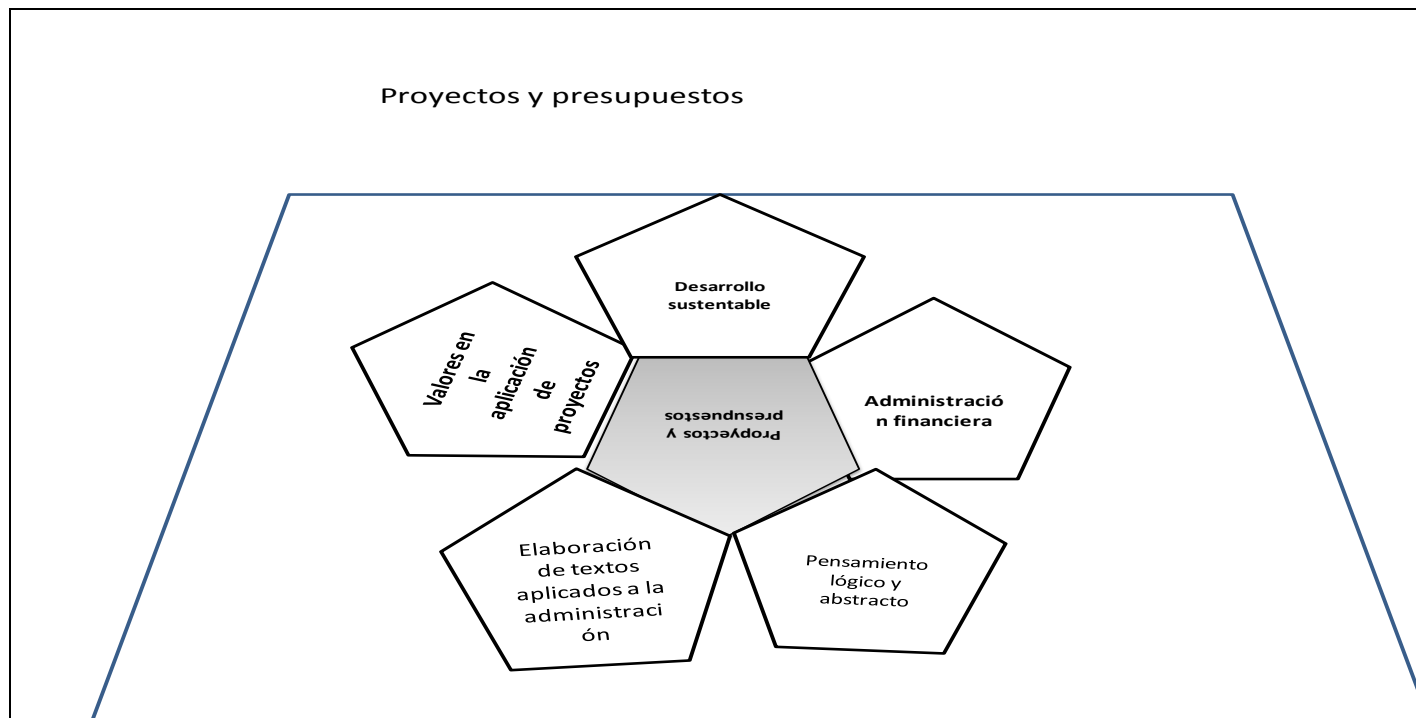 Proyectos y presupuestos
Desarrollo
sustentable
Valores en
la
aplicación
de
proyectos
Administració
n financiera
Propyectos y
presupuestos
Elaboración
de textos
aplicados a la
administraci
ón
Pensamiento
lógico y
abstracto